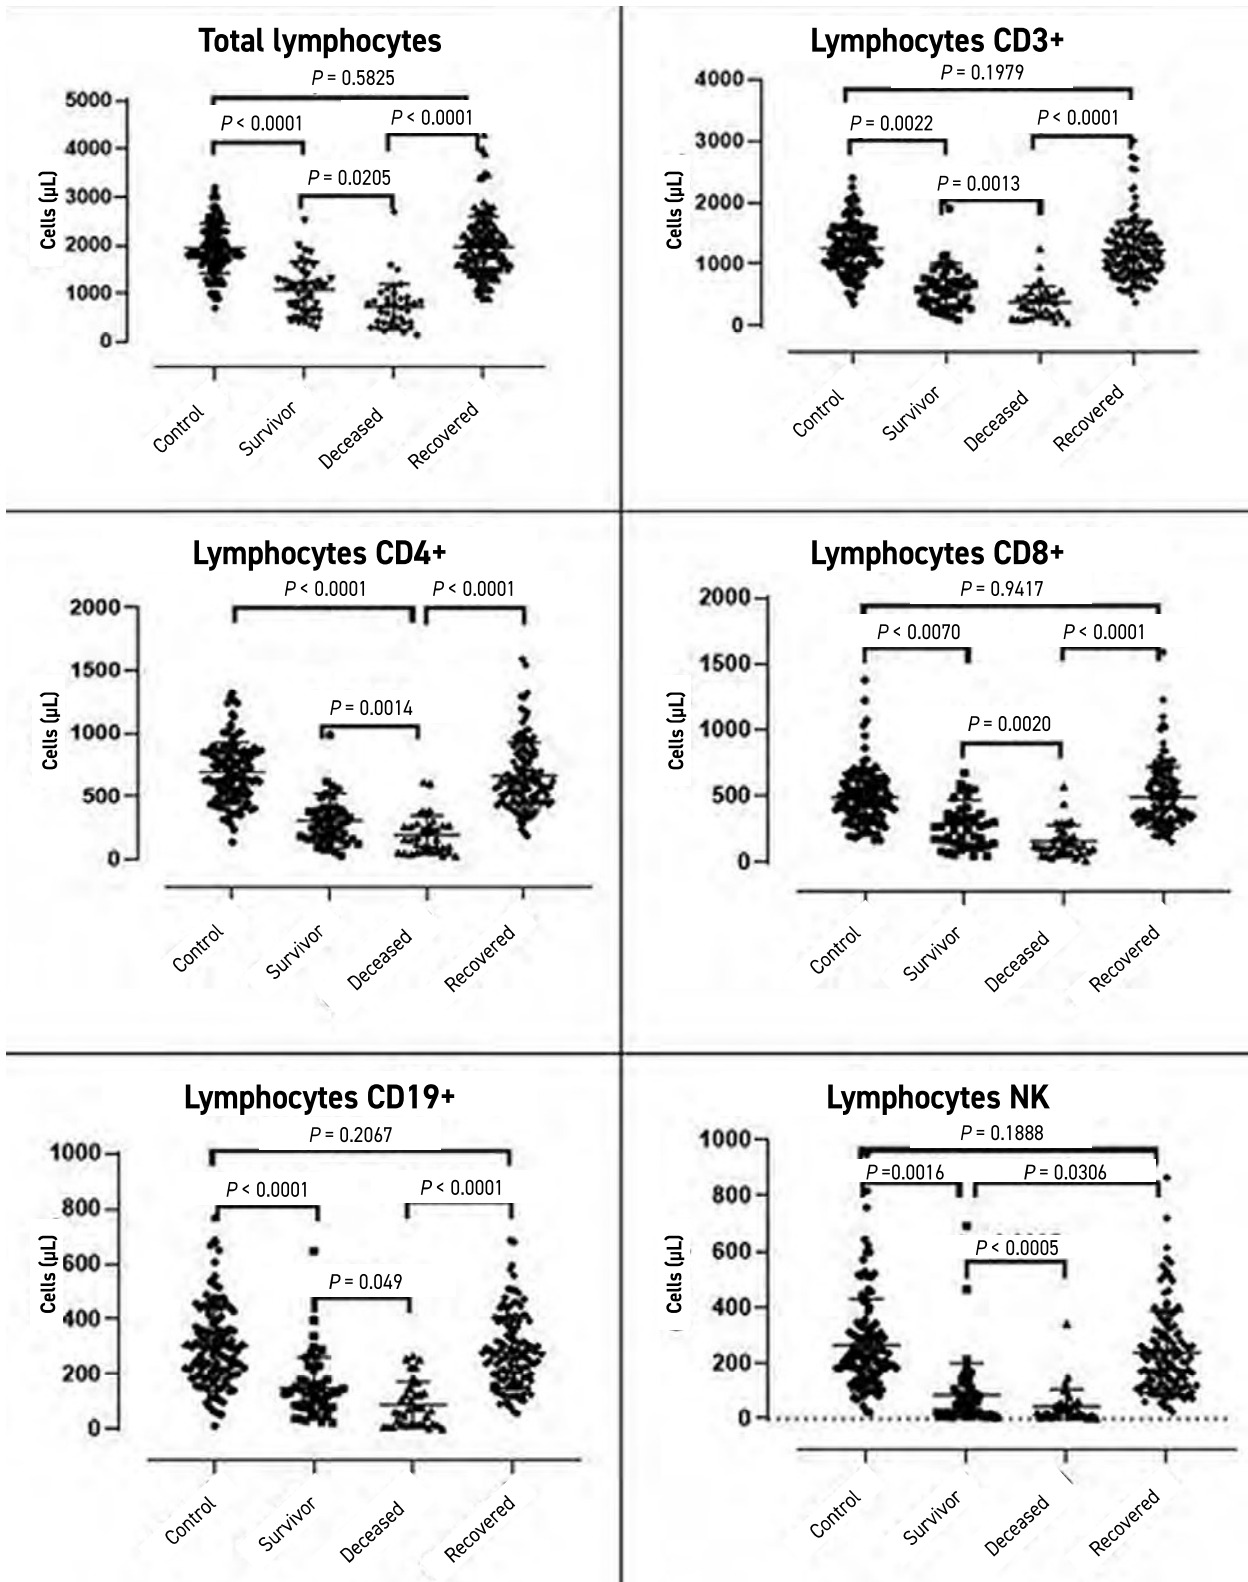 Total lymphocytes
P = 0.5825
P < 0.0001
P < 0.0001
P = 0.0205
Cells (µL)
5000
4000
3000
2000
1000
0
Control
Survivor
Deceased
Recovered
Lymphocytes CD3+
P = 0.1979
P = 0.0022
P < 0.0001
P = 0.0013
Cells (µL)
4000
3000
2000
1000
0
Control
Survivor
Deceased
Recovered
Lymphocytes CD4+
P < 0.0001
P < 0.0001
P = 0.0014
Cells (µL)
2000
1500
1000
500
0
Control
Survivor
Deceased
Recovered
Lymphocytes CD8+
P = 0.9417
P < 0.0070
P < 0.0001
P = 0.0020
Cells (µL)
2000
1500
1000
500
0
Control
Survivor
Deceased
Recovered
Lymphocytes CD19+
P = 0.2067
P < 0.0001
P < 0.0001
P = 0.049
Cells (µL)
1000
800
600
400
200
0
Control
Survivor
Deceased
Recovered
Lymphocytes NK
P = 0.1888
P =0.0016
P = 0.0306
P < 0.0005
Cells (µL)
1000
800
600
400
200
0
Control
Survivor
Deceased
Recovered